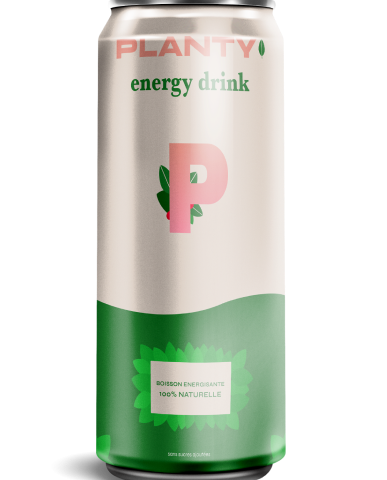 PLANTY
energy drink
P
BOISSON ENERGISANTE
100% NATURELLE